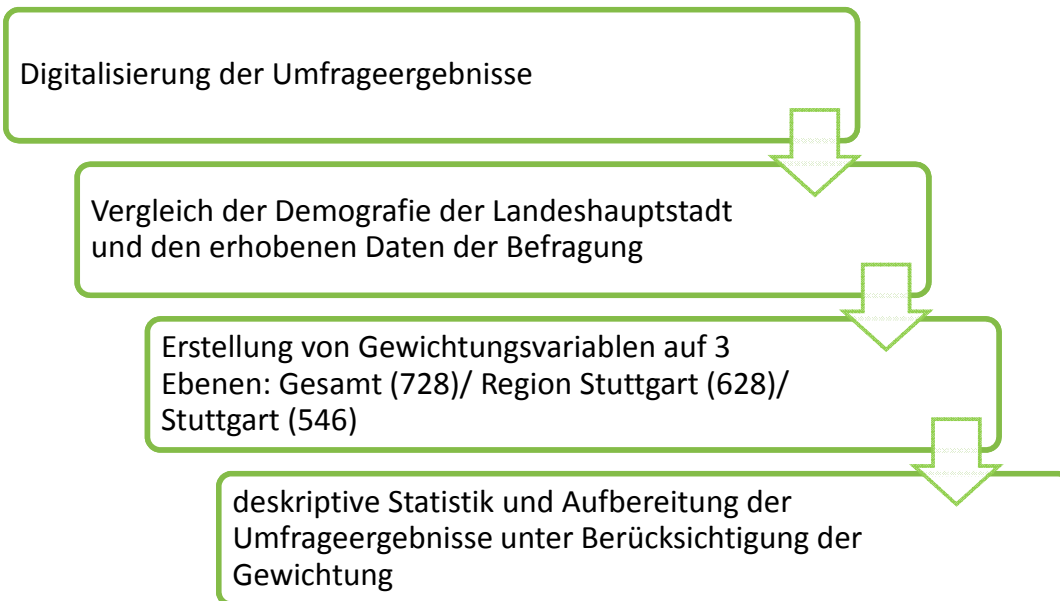 Digitalisierung der Umfrageergebnisse
Vergleich der Demografie der Landeshauptstadt
und den erhobenen Daten der Befragung
Erstellung von Gewichtungsvariablen auf 3
Ebenen: Gesamt (728)/ Region Stuttgart (628)/
Stuttgart (546)
deskriptive Statistik und Aufbereitung der
Umfrageergebnisse unter Berücksichtigung der
Gewichtung